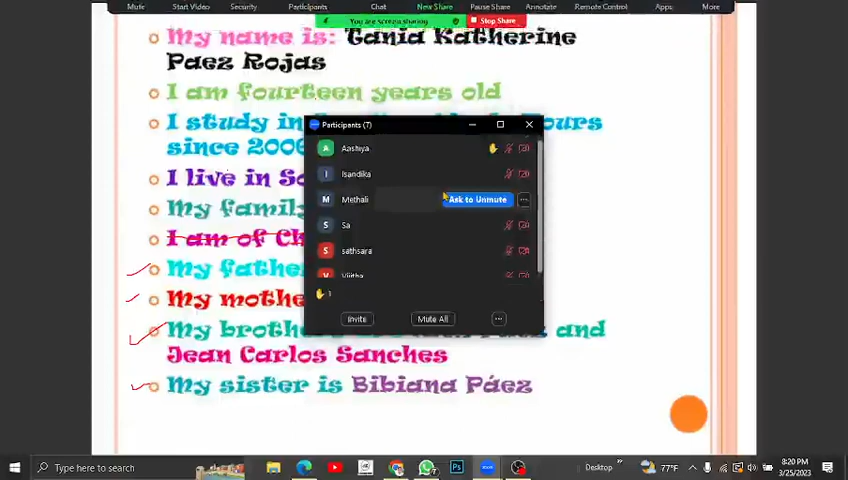 Mute Start Video Security Participants Chat New Share Pause Share Annotate Remote Control Apps More
You are screen sharing Stop Share
My name is: Tania Katherine
Paez Rojas
I am fourteen years old
I study in Tours
since 200
I live in
My family
I am of Ch
My father
My mothe
My brothers and
Jean Carlos Sanches
My sister is Bibiana Páez
Participants (7)
A Aashiya
I Isandika
M Methali Ask to Unmute ...
S Sa
S sathsara
1
Invite Mute All ...
Type here to search
Desktop
77°F
8:20 PM
3/25/2023